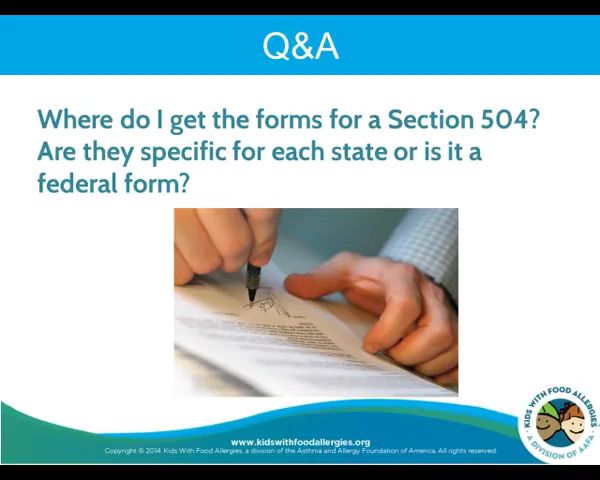 Q&A
Where do I get the forms for a Section 504?
Are they specific for each state or is it a
federal form?
www.kidswithfoodallergies.org
Copyright © 2014 Kids With Food Allergies, a division of the Asthma and Allergy Foundation of America. All rights reserved.
KIDS WITH FOOD ALLERGIES
A DIVISION OF AAFA